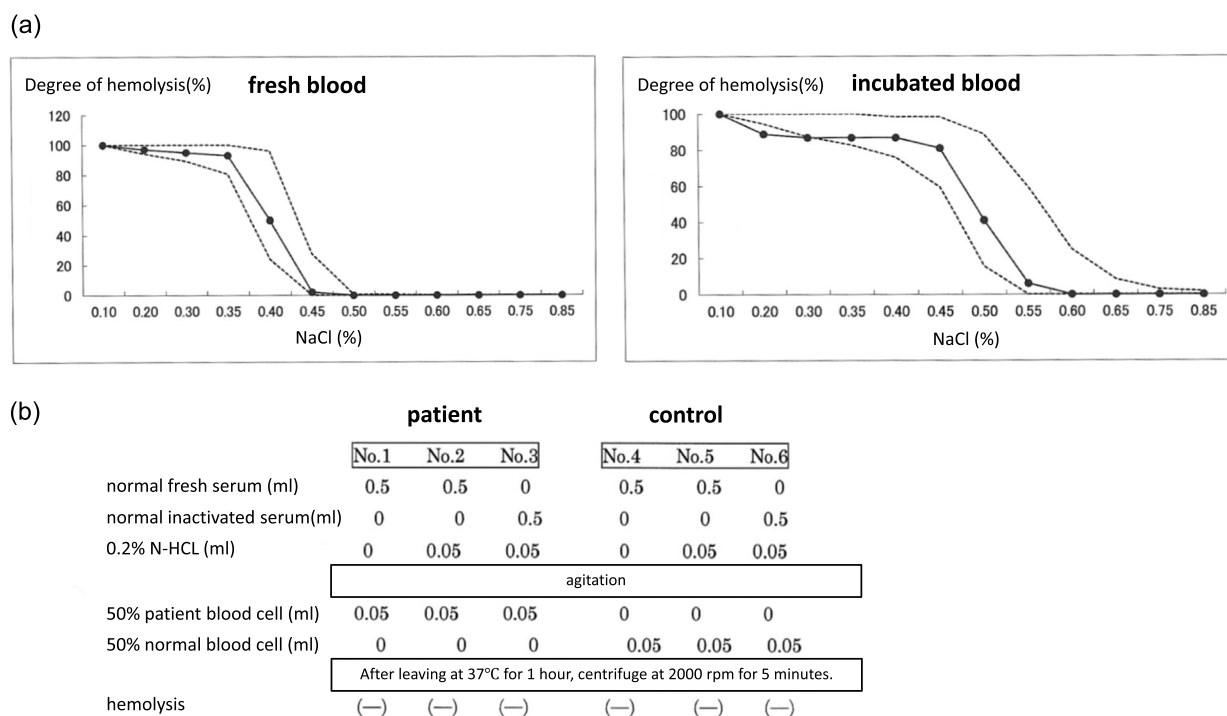 (a)
Degree of hemolysis(%) fresh blood
120
100
80
60
40
20
0
0.10 0.20 0.30 0.35 0.40 0.45 0.50 0.55 0.60 0.65 0.75 0.85
NaCl (%)
Degree of hemolysis(%) incubated blood
100
80
60
40
20
0
0.10 0.20 0.30 0.35 0.40 0.45 0.50 0.55 0.60 0.65 0.75 0.85
NaCl (%)
(b)
patient control
No.1 No.2 No.3 No.4 No.5 No.6
normal fresh serum (ml) 0.5 0.5 0 0.5 0.5 0
normal inactivated serum(ml) 0 0 0.5 0 0 0.5
0.2% N-HCL (ml) 0 0.05 0.05 0 0.05 0.05
agitation
50% patient blood cell (ml) 0.05 0.05 0.05 0 0 0
50% normal blood cell (ml) 0 0 0 0.05 0.05 0.05
After leaving at 37℃ for 1 hour, centrifuge at 2000 rpm for 5 minutes.
hemolysis (—) (—) (—) (—) (—) (—)